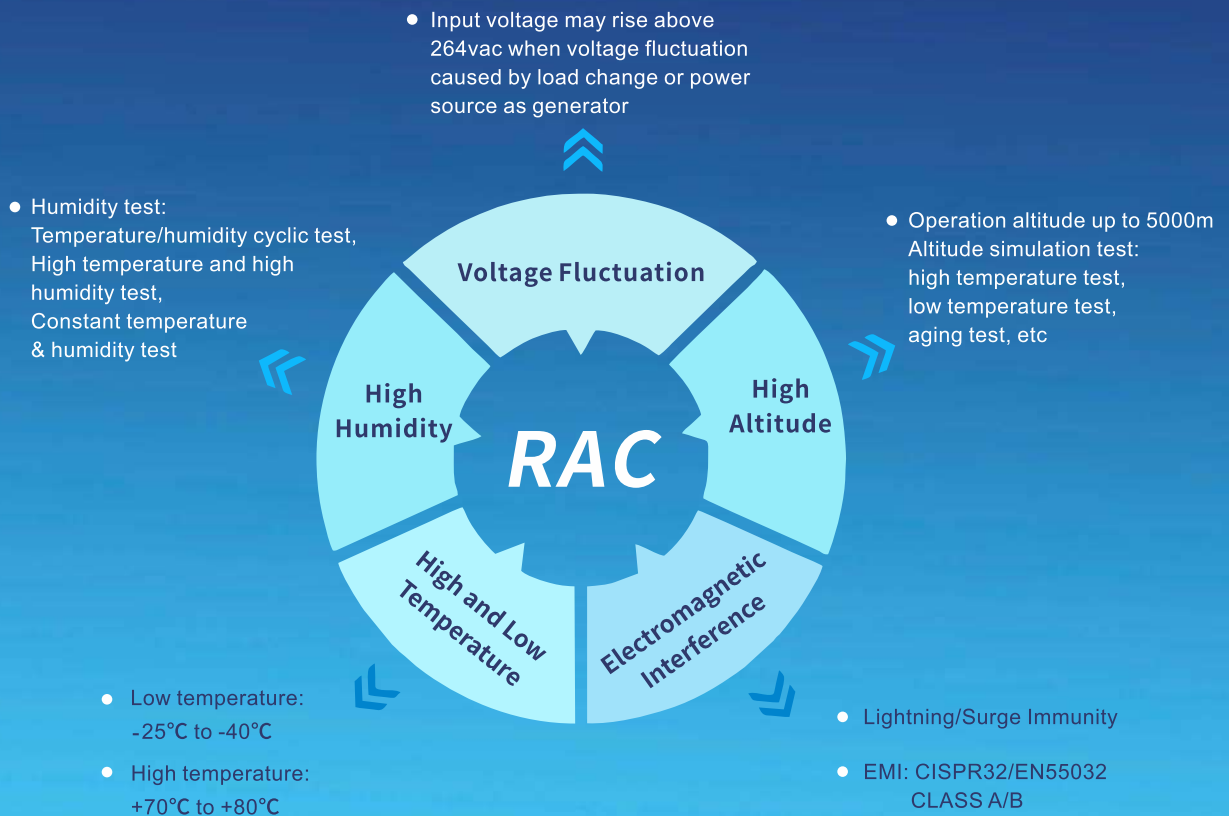 Input voltage may rise above
264vac when voltage fluctuation
caused by load change or power
source as generator
Humidity test:
Temperature/humidity cyclic test,
High temperature and high
humidity test,
Constant temperature
& humidity test
Operation altitude up to 5000m
Altitude simulation test:
high temperature test,
low temperature test,
aging test, etc
Voltage Fluctuation
High
Humidity
High
Altitude
RAC
High and Low
Temperature
Electromagnetic
Interference
Low temperature:
-25℃ to -40℃
High temperature:
+70℃ to +80℃
Lightning/Surge Immunity
EMI: CISPR32/EN55032
CLASS A/B